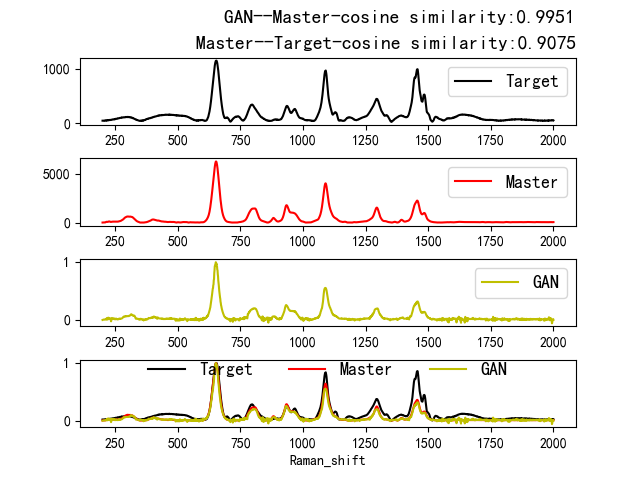 GAN--Master-cosine similarity:0.9951
Master--Target-cosine similarity:0.9075
1000
0
Target
250 500 750 1000 1250 1500 1750 2000
5000
0
Master
250 500 750 1000 1250 1500 1750 2000
1
0
GAN
250 500 750 1000 1250 1500 1750 2000
1
0
Target Master GAN
250 500 750 1000 1250 1500 1750 2000
Raman_shift